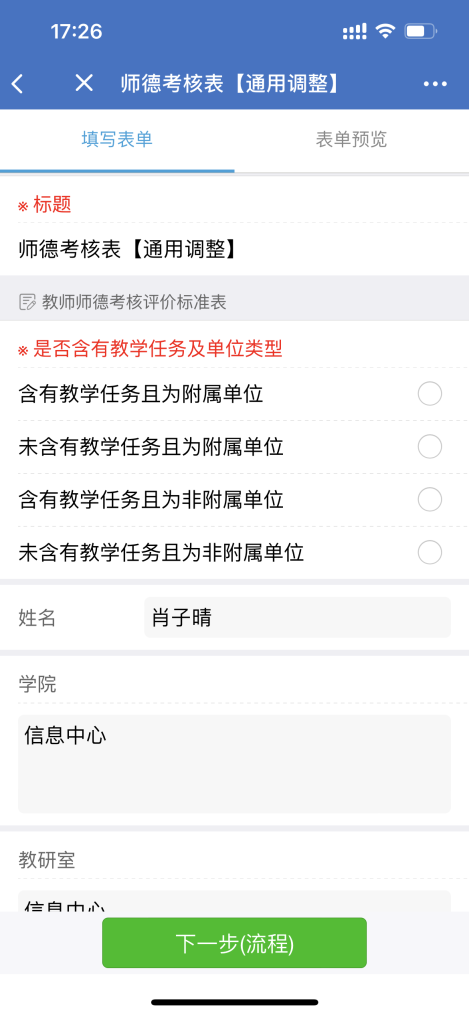 17:26
师德考核表【通用调整】
填写表单
表单预览
※ 标题
师德考核表【通用调整】
教师师德考核评价标准表
※ 是否含有教学任务及单位类型
含有教学任务且为附属单位
未含有教学任务且为附属单位
含有教学任务且为非附属单位
未含有教学任务且为非附属单位
姓名
肖子晴
学院
信息中心
教研室
信息中心
下一步(流程)